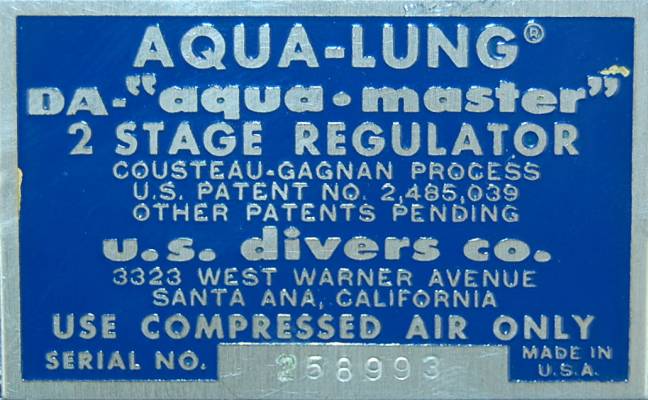 AQUA-LUNG®
DA-"aqua•master"
2 STAGE REGULATOR
COUSTEAU-GAGNAN PROCESS
U.S. PATENT NO. 2,485,039
OTHER PATENTS PENDING
u.s. divers co.
3323 WEST WARNER AVENUE
SANTA ANA, CALIFORNIA
USE COMPRESSED AIR ONLY
SERIAL NO. 258993 MADE IN
U.S.A.